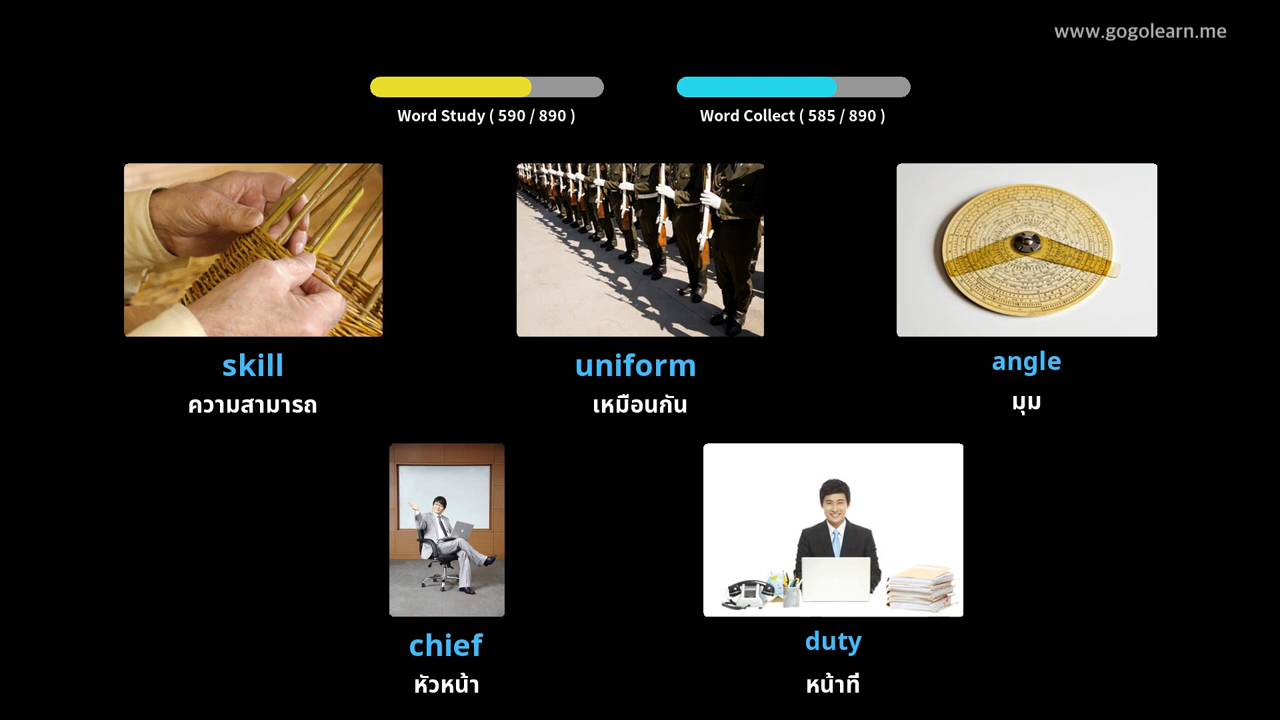 www.gogolearn.me
Word Study ( 590 / 890 )
Word Collect ( 585 / 890 )
skill
ความสามารถ
uniform
เหมือนกัน
angle
มุม
chief
หัวหน้า
duty
หน้าที่